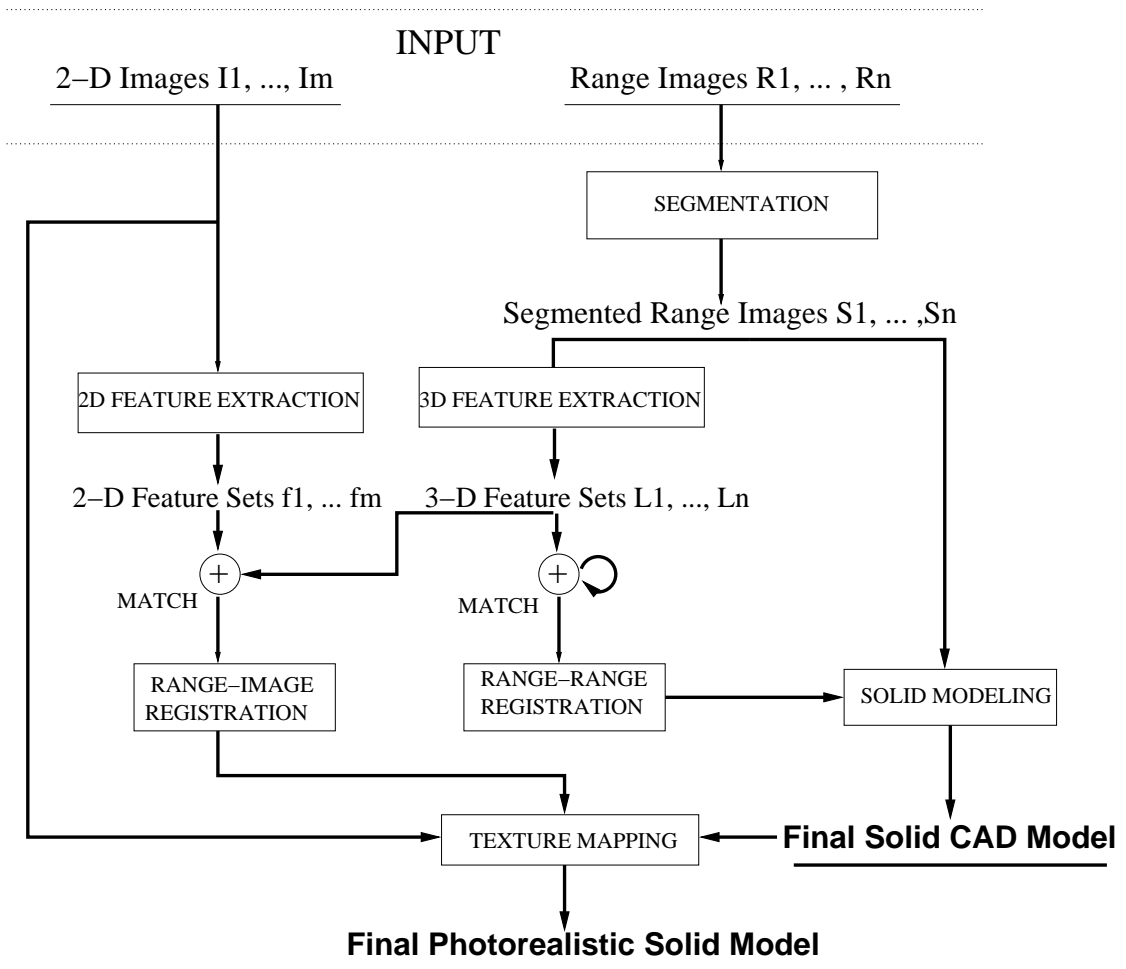 INPUT
2−D Images I1, ..., Im
Range Images R1, ... , Rn
SEGMENTATION
Segmented Range Images S1, ... ,Sn
2D FEATURE EXTRACTION
3D FEATURE EXTRACTION
2−D Feature Sets f1, ... fm
3−D Feature Sets L1, ..., Ln
+
+
MATCH
MATCH
RANGE−IMAGE
REGISTRATION
RANGE−RANGE
REGISTRATION
SOLID MODELING
TEXTURE MAPPING
Final Solid CAD Model
Final Photorealistic Solid Model